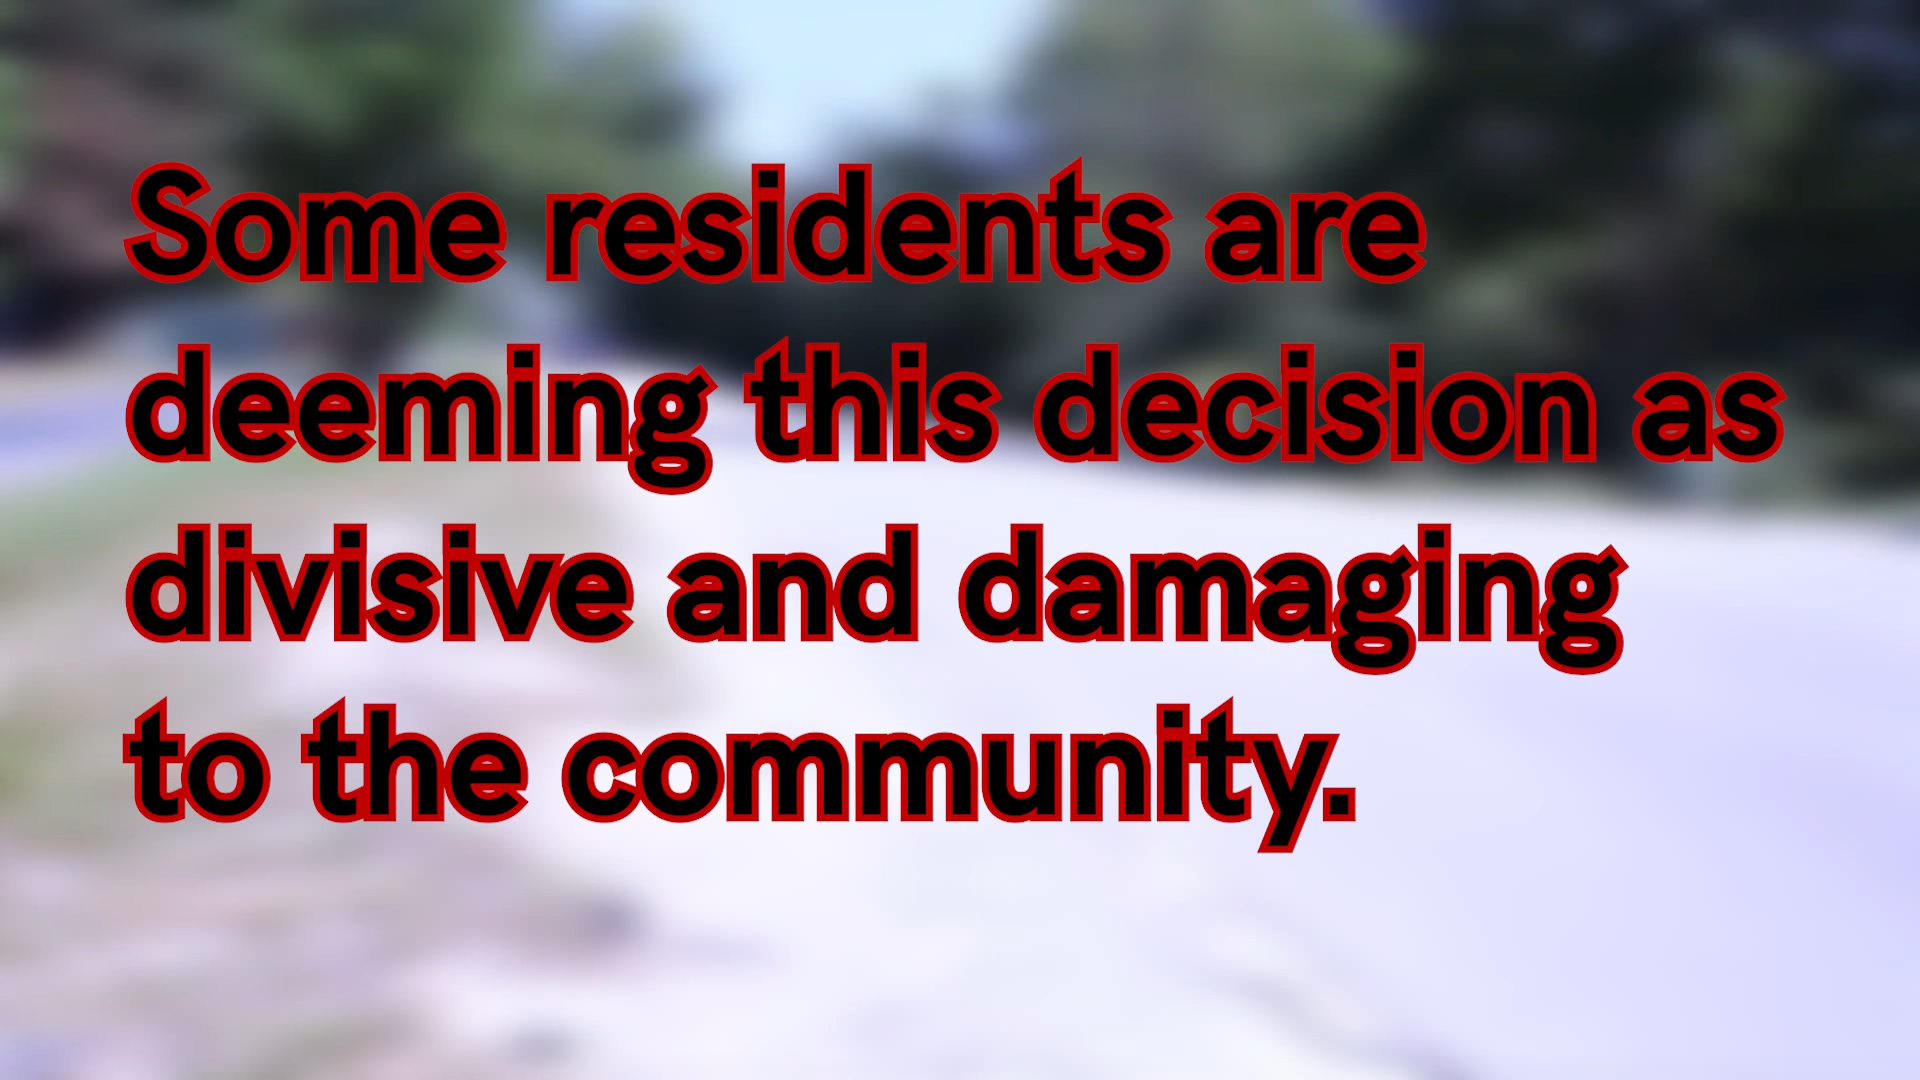 Some residents are
deeming this decision as
divisive and damaging
to the community.